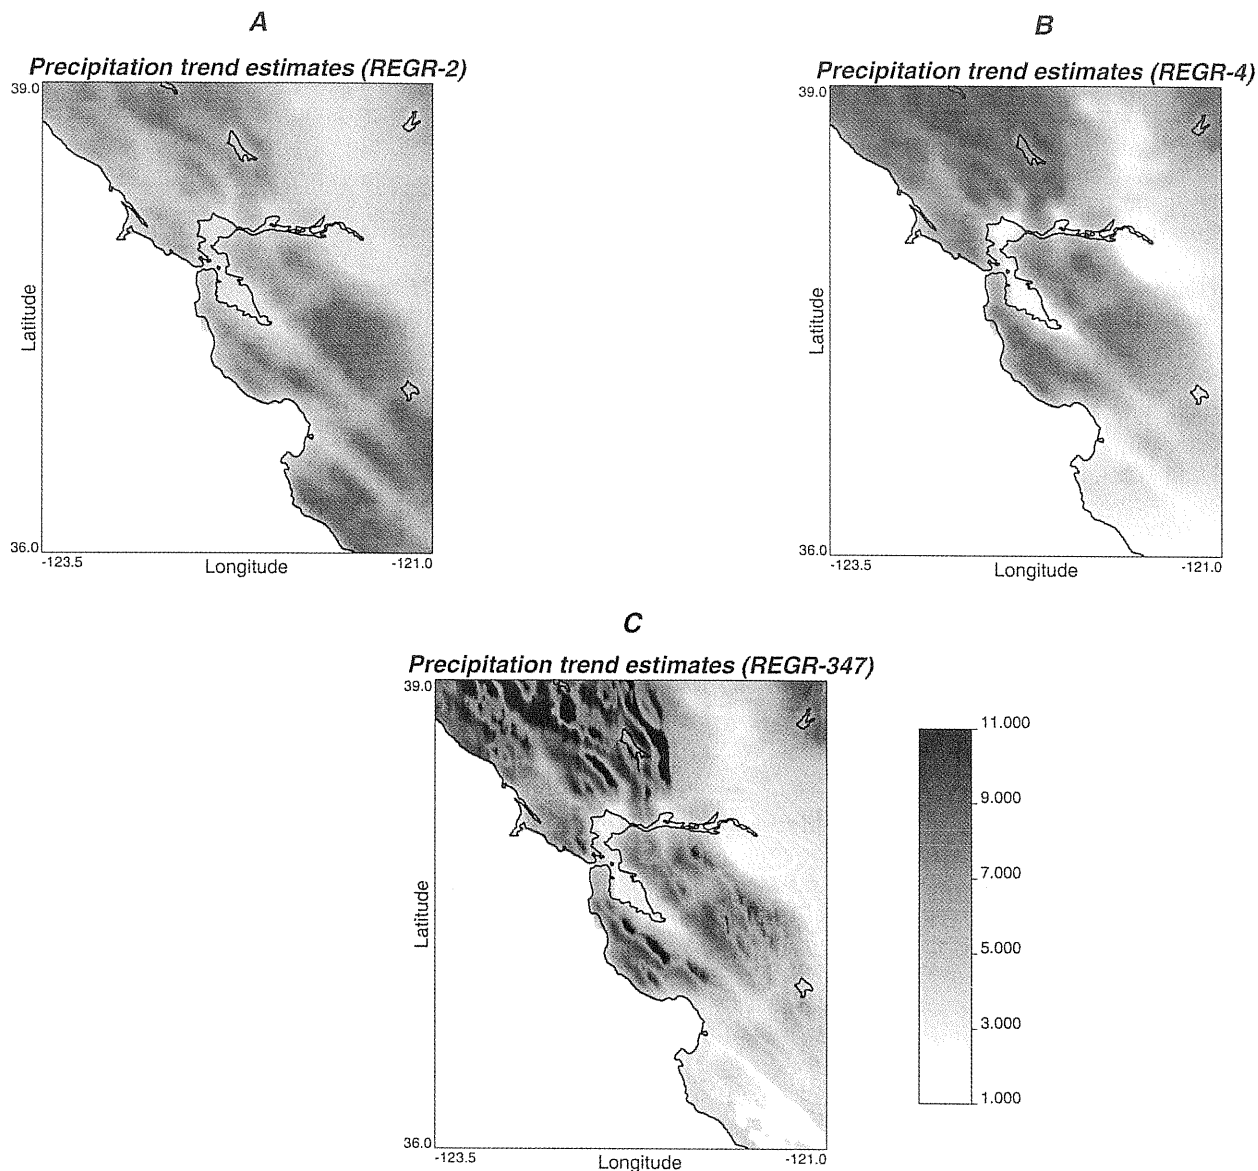 A
Precipitation trend estimates (REGR-2)
39.0
Latitude
36.0
-123.5
Longitude
-121.0
B
Precipitation trend estimates (REGR-4)
39.0
Latitude
36.0
-123.5
Longitude
-121.0
C
Precipitation trend estimates (REGR-347)
39.0
Latitude
36.0
-123.5
Longitude
-121.0
11.000
9.000
7.000
5.000
3.000
1.000